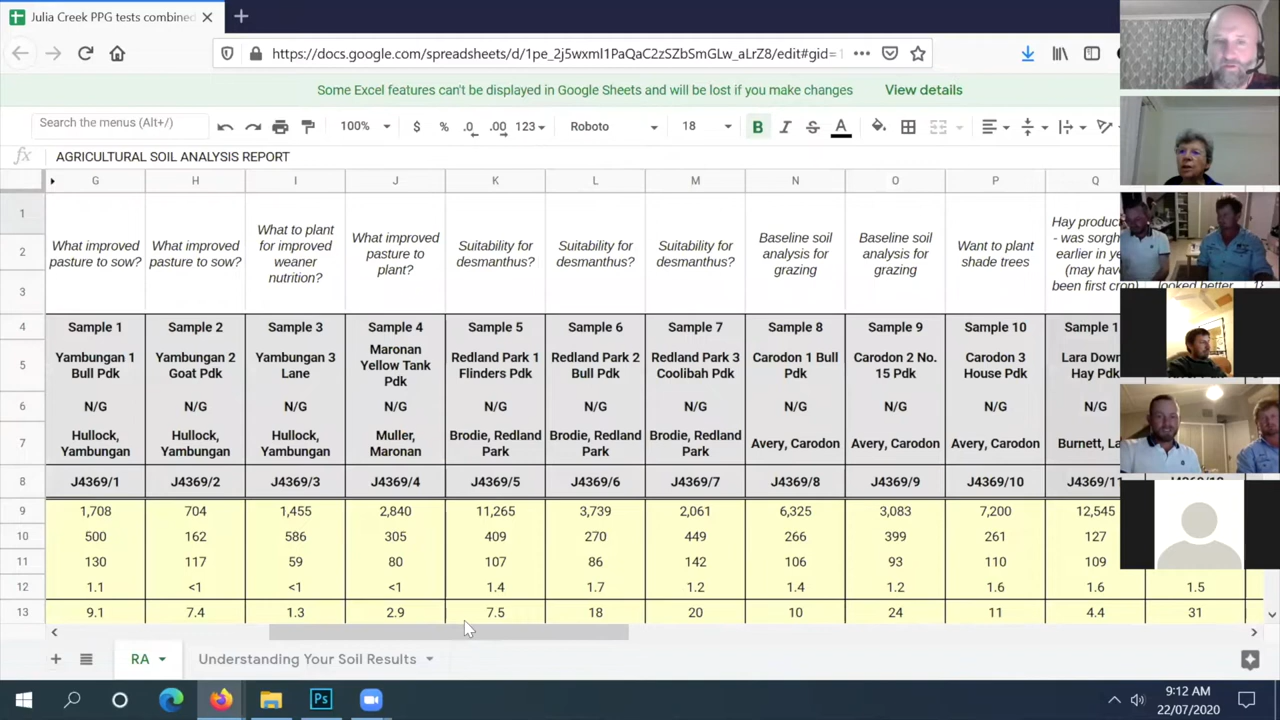 Julia Creek PPG tests combined
https://docs.google.com/spreadsheets/d/1pe_2j5wxml1PaQaC2zSZbSmGLw_aLrZ8/edit#gid=1
Some Excel features can't be displayed in Google Sheets and will be lost if you make changes View details
Search the menus (Alt+/) 100% $ % .0 .00 123 Roboto 18 B I S A
fx AGRICULTURAL SOIL ANALYSIS REPORT
G H I J K L M N O P Q
1
2
3
What improved pasture to sow?
What improved pasture to sow?
What to plant for improved weaner nutrition?
What improved pasture to plant?
Suitability for desmanthus?
Suitability for desmanthus?
Suitability for desmanthus?
Baseline soil analysis for grazing
Baseline soil analysis for grazing
Want to plant shade trees
Hay produc
- was sorgh
earlier in ye
(may have
been first crop)
looked better
4 Sample 1 Sample 2 Sample 3 Sample 4 Sample 5 Sample 6 Sample 7 Sample 8 Sample 9 Sample 10 Sample 1
5 Yambungan 1 Bull Pdk Yambungan 2 Goat Pdk Yambungan 3 Lane Maronan Yellow Tank Pdk Redland Park 1 Flinders Pdk Redland Park 2 Bull Pdk Redland Park 3 Coolibah Pdk Carodon 1 Bull Pdk Carodon 2 No. 15 Pdk Carodon 3 House Pdk Lara Down Hay Pdk
6 N/G N/G N/G N/G N/G N/G N/G N/G N/G N/G N/G
7 Hullock, Yambungan Hullock, Yambungan Hullock, Yambungan Muller, Maronan Brodie, Redland Park Brodie, Redland Park Brodie, Redland Park Avery, Carodon Avery, Carodon Avery, Carodon Burnett, La
8 J4369/1 J4369/2 J4369/3 J4369/4 J4369/5 J4369/6 J4369/7 J4369/8 J4369/9 J4369/10 J4369/11
9 1,708 704 1,455 2,840 11,265 3,739 2,061 6,325 3,083 7,200 12,545
10 500 162 586 305 409 270 449 266 399 261 127
11 130 117 59 80 107 86 142 106 93 110 109
12 1.1 <1 <1 <1 1.4 1.7 1.2 1.4 1.2 1.6 1.6 1.5
13 9.1 7.4 1.3 2.9 7.5 18 20 10 24 11 4.4 31
RA Understanding Your Soil Results
Ps
9:12 AM
22/07/2020